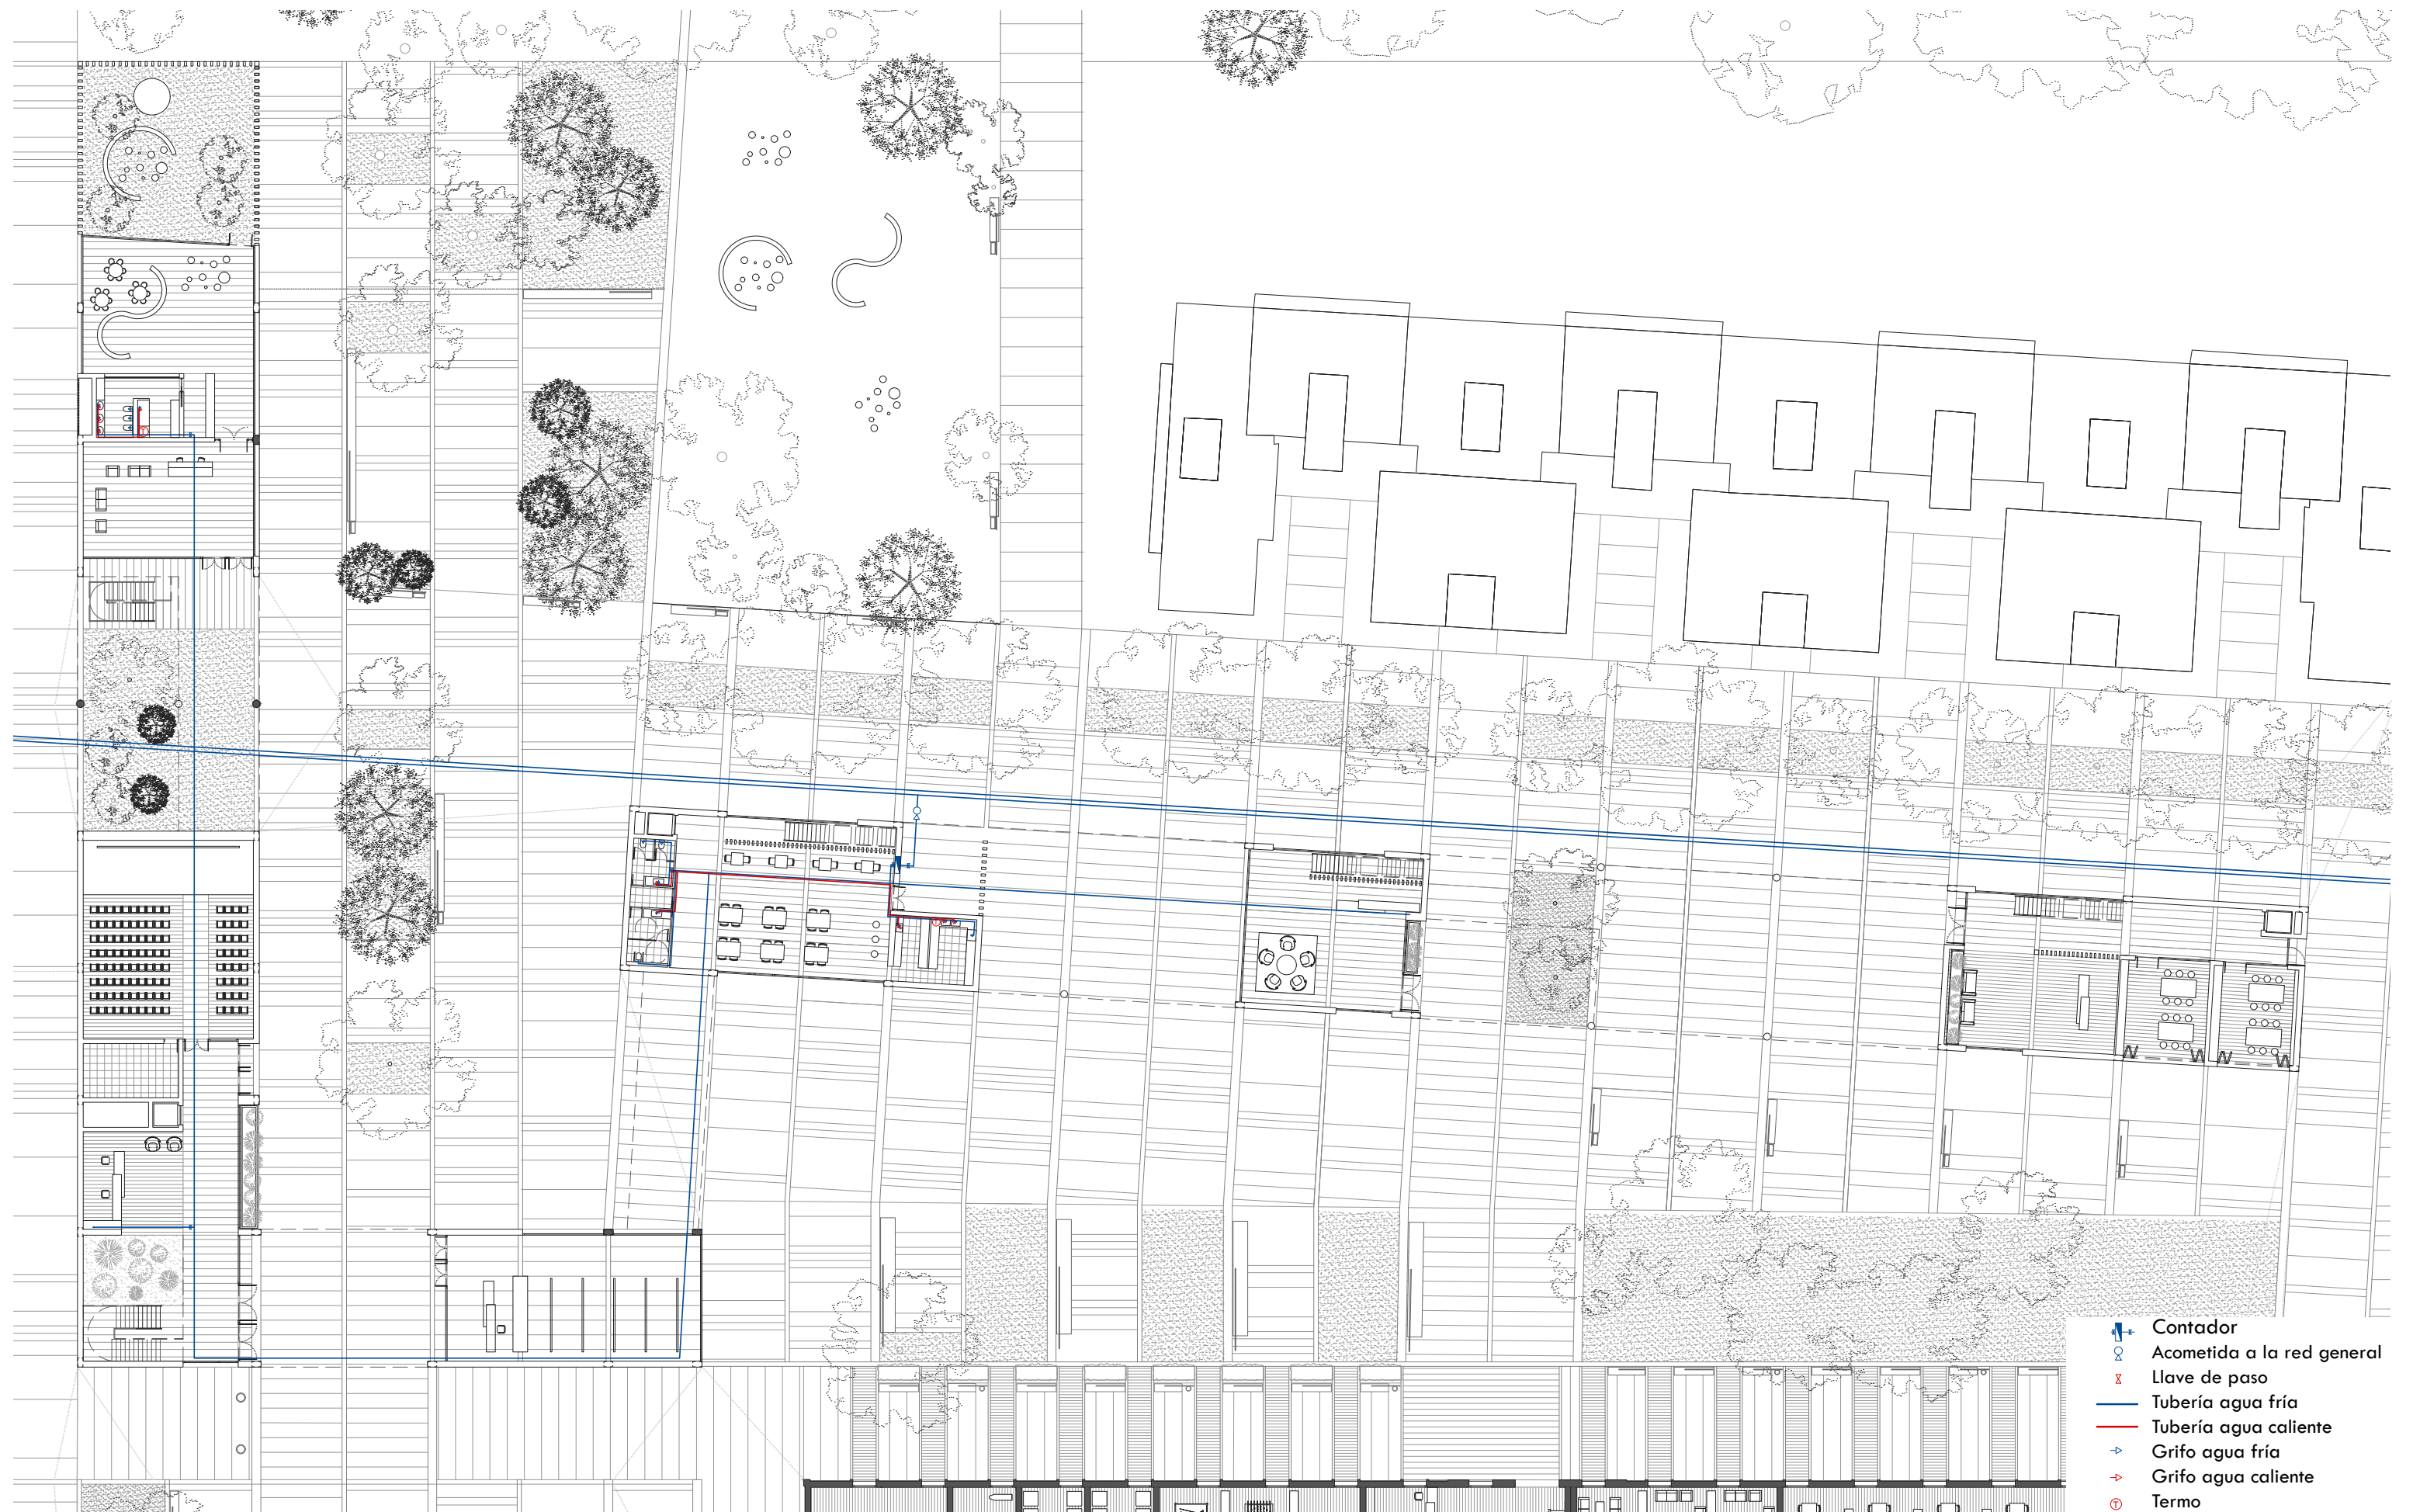 Contador
Acometida a la red general
Llave de paso
Tubería agua fría
Tubería agua caliente
Grifo agua fría
Grifo agua caliente
T Termo